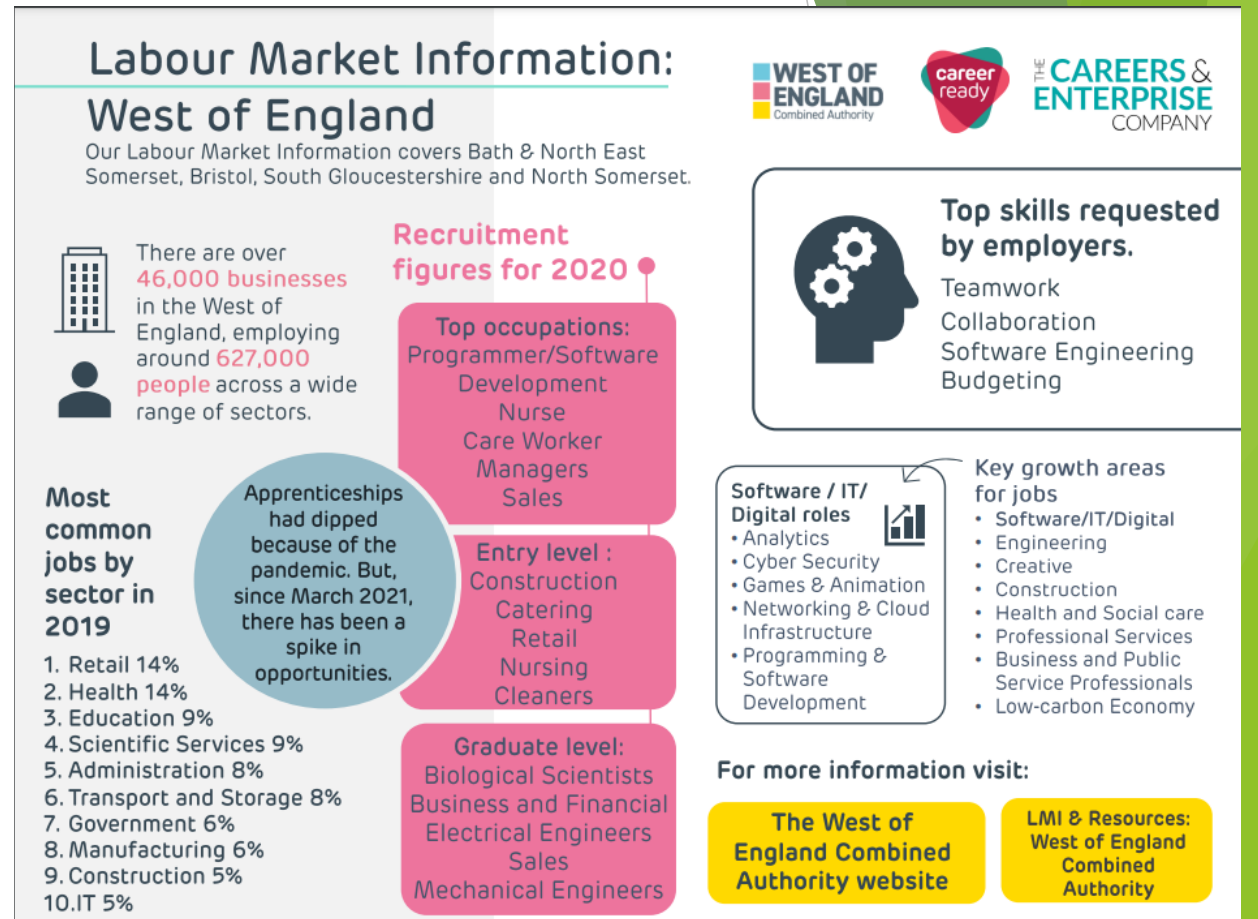 Labour Market Information:
West of England
Our Labour Market Information covers Bath & North East
Somerset, Bristol, South Gloucestershire and North Somerset.
WEST OF
ENGLAND
Combined Authority
career
ready
THE
CAREERS &
ENTERPRISE
COMPANY
There are over
46,000 businesses
in the West of
England, employing
around 627,000
people across a wide
range of sectors.
Most
common
jobs by
sector in
2019
1. Retail 14%
2. Health 14%
3. Education 9%
4. Scientific Services 9%
5. Administration 8%
6. Transport and Storage 8%
7. Government 6%
8. Manufacturing 6%
9. Construction 5%
10.IT 5%
Apprenticeships
had dipped
because of the
pandemic. But,
since March 2021,
there has been a
spike in
opportunities.
Recruitment
figures for 2020
Top occupations:
Programmer/Software
Development
Nurse
Care Worker
Managers
Sales
Entry level :
Construction
Catering
Retail
Nursing
Cleaners
Graduate level:
Biological Scientists
Business and Financial
Electrical Engineers
Sales
Mechanical Engineers
Top skills requested
by employers.
Teamwork
Collaboration
Software Engineering
Budgeting
Software / IT/
Digital roles
• Analytics
• Cyber Security
• Games & Animation
• Networking & Cloud
Infrastructure
• Programming &
Software
Development
Key growth areas
for jobs
• Software/IT/Digital
• Engineering
• Creative
• Construction
• Health and Social care
• Professional Services
• Business and Public
Service Professionals
• Low-carbon Economy
For more information visit:
The West of
England Combined
Authority website
LMI & Resources:
West of England
Combined
Authority